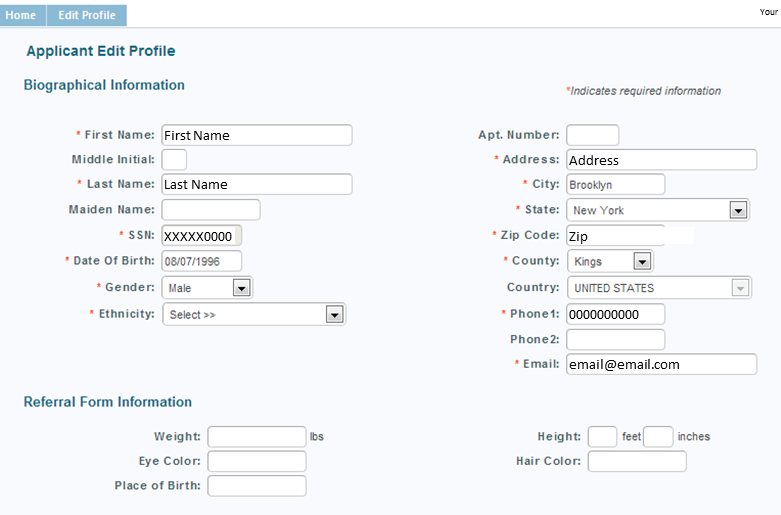 Home Edit Profile Your
Applicant Edit Profile
Biographical Information
*Indicates required information
* First Name: First Name Apt. Number:
Middle Initial: * Address: Address
* Last Name: Last Name * City: Brooklyn
Maiden Name: * State: New York
* SSN: XXXXX0000 * Zip Code: Zip
* Date Of Birth: 08/07/1996 * County: Kings
* Gender: Male Country: UNITED STATES
* Ethnicity: Select >> * Phone1: 0000000000
Phone2:
* Email: email@email.com
Referral Form Information
Weight: lbs Height: feet inches
Eye Color: Hair Color:
Place of Birth: